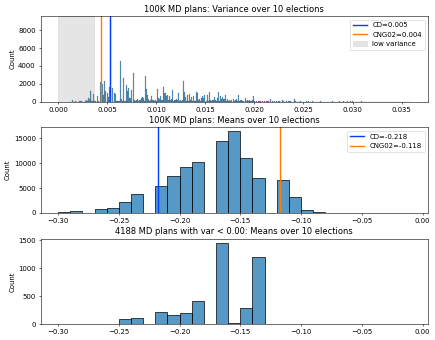 100K MD plans: Variance over 10 elections
Count
8000
6000
4000
2000
0
CD=0.005
CNG02=0.004
low variance
0.000 0.005 0.010 0.015 0.020 0.025 0.030 0.035
100K MD plans: Means over 10 elections
Count
15000
10000
5000
0
CD=-0.218
CNG02=-0.118
−0.30 −0.25 −0.20 −0.15 −0.10 −0.05 0.00
4188 MD plans with var < 0.00: Means over 10 elections
Count
1500
1000
500
0
−0.30 −0.25 −0.20 −0.15 −0.10 −0.05 0.00